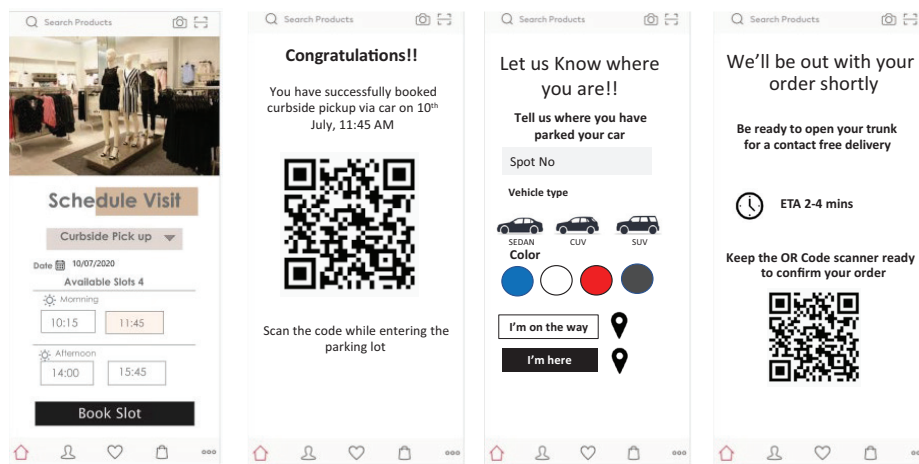 Search Products
Schedule Visit
Curbside Pick up
Date 10/07/2020
Available Slots 4
Mornning
10:15 11:45
Afternoon
14:00 15:45
Book Slot
Search Products
Congratulations!!
You have successfully booked
curbside pickup via car on 10th
July, 11:45 AM
Scan the code while entering the
parking lot
Search Products
Let us Know where
you are!!
Tell us where you have
parked your car
Spot No
Vehicle type
SEDAN CUV SUV
Color
I'm on the way
I'm here
Search Products
We'll be out with your
order shortly
Be ready to open your trunk
for a contact free delivery
ETA 2-4 mins
Keep the OR Code scanner ready
to confirm your order